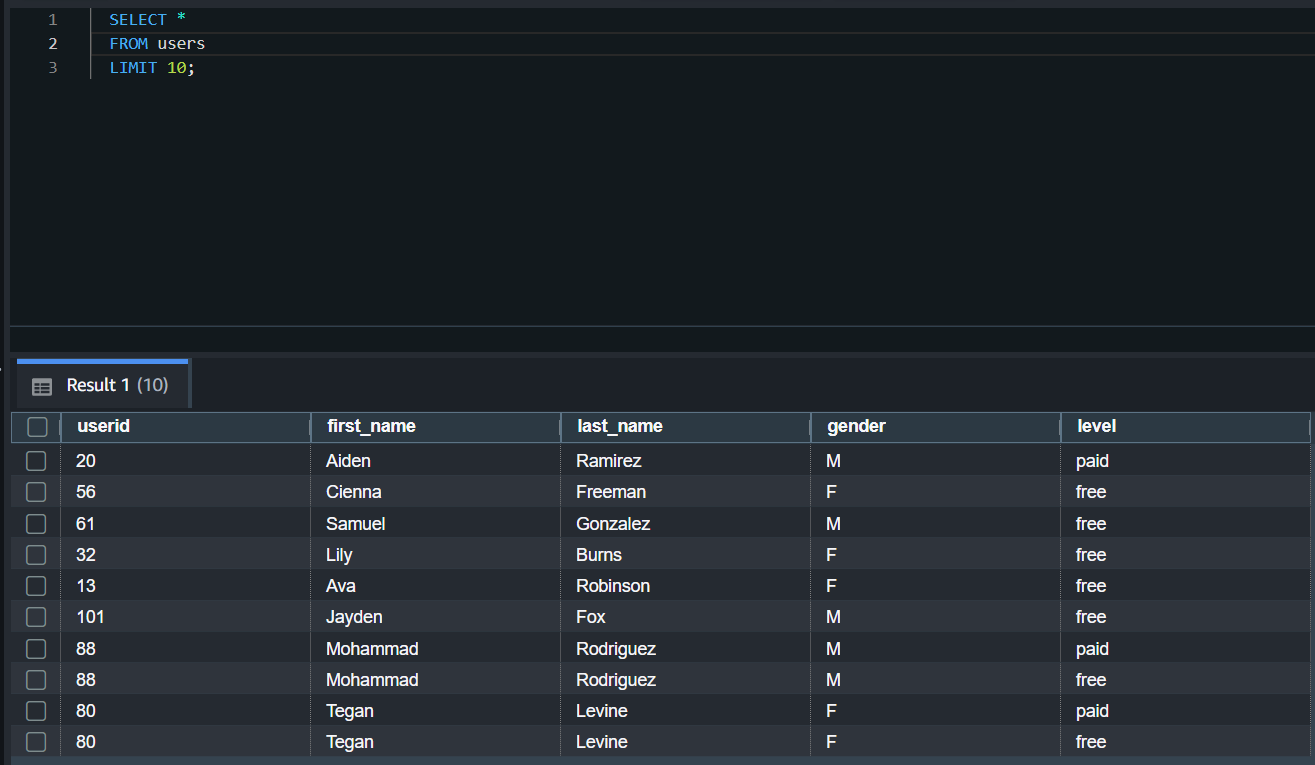 1 SELECT *
2 FROM users
3 LIMIT 10;
Result 1 (10)
userid first_name last_name gender level
20 Aiden Ramirez M paid
56 Cienna Freeman F free
61 Samuel Gonzalez M free
32 Lily Burns F free
13 Ava Robinson F free
101 Jayden Fox M free
88 Mohammad Rodriguez M paid
88 Mohammad Rodriguez M free
80 Tegan Levine F paid
80 Tegan Levine F free